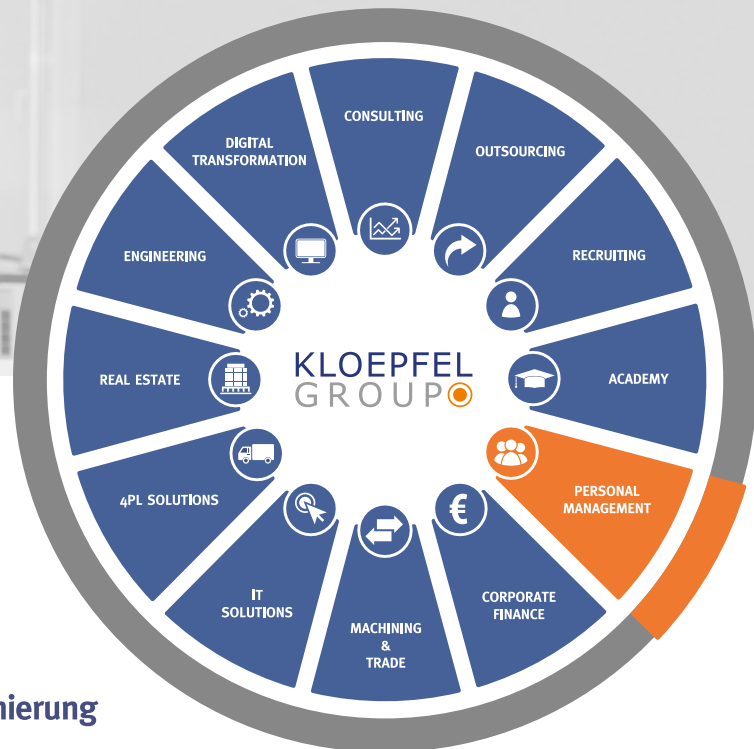 CONSULTING
OUTSOURCING
RECRUITING
ACADEMY
PERSONAL
MANAGEMENT
CORPORATE
FINANCE
MACHINING
&
TRADE
IT
SOLUTIONS
4PL SOLUTIONS
REAL ESTATE
ENGINEERING
DIGITAL
TRANSFORMATION
KLOEPFEL
GROUP